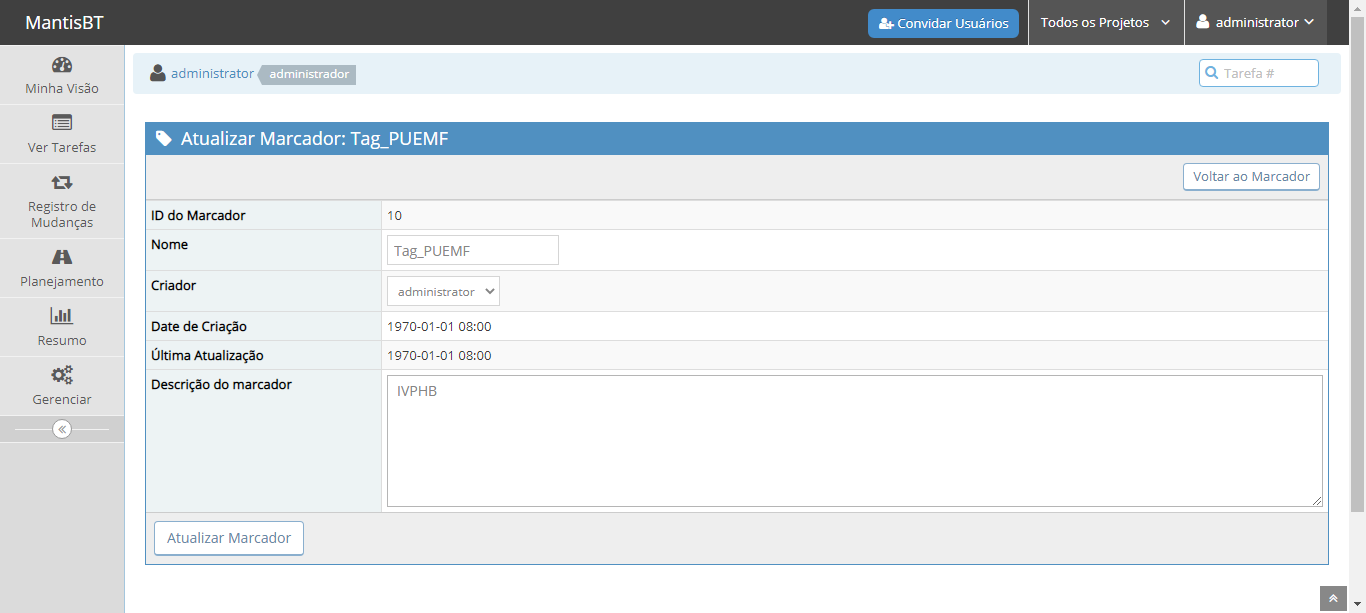 MantisBT
Convidar Usuários
Todos os Projetos
administrator
Minha Visão
Ver Tarefas
Registro de
Mudanças
Planejamento
Resumo
Gerenciar
administrator administrador
Tarefa #
Atualizar Marcador: Tag_PUEMF
Voltar ao Marcador
ID do Marcador 10
Nome Tag_PUEMF
Criador administrator
Date de Criação 1970-01-01 08:00
Última Atualização 1970-01-01 08:00
Descrição do marcador IVPHB
Atualizar Marcador